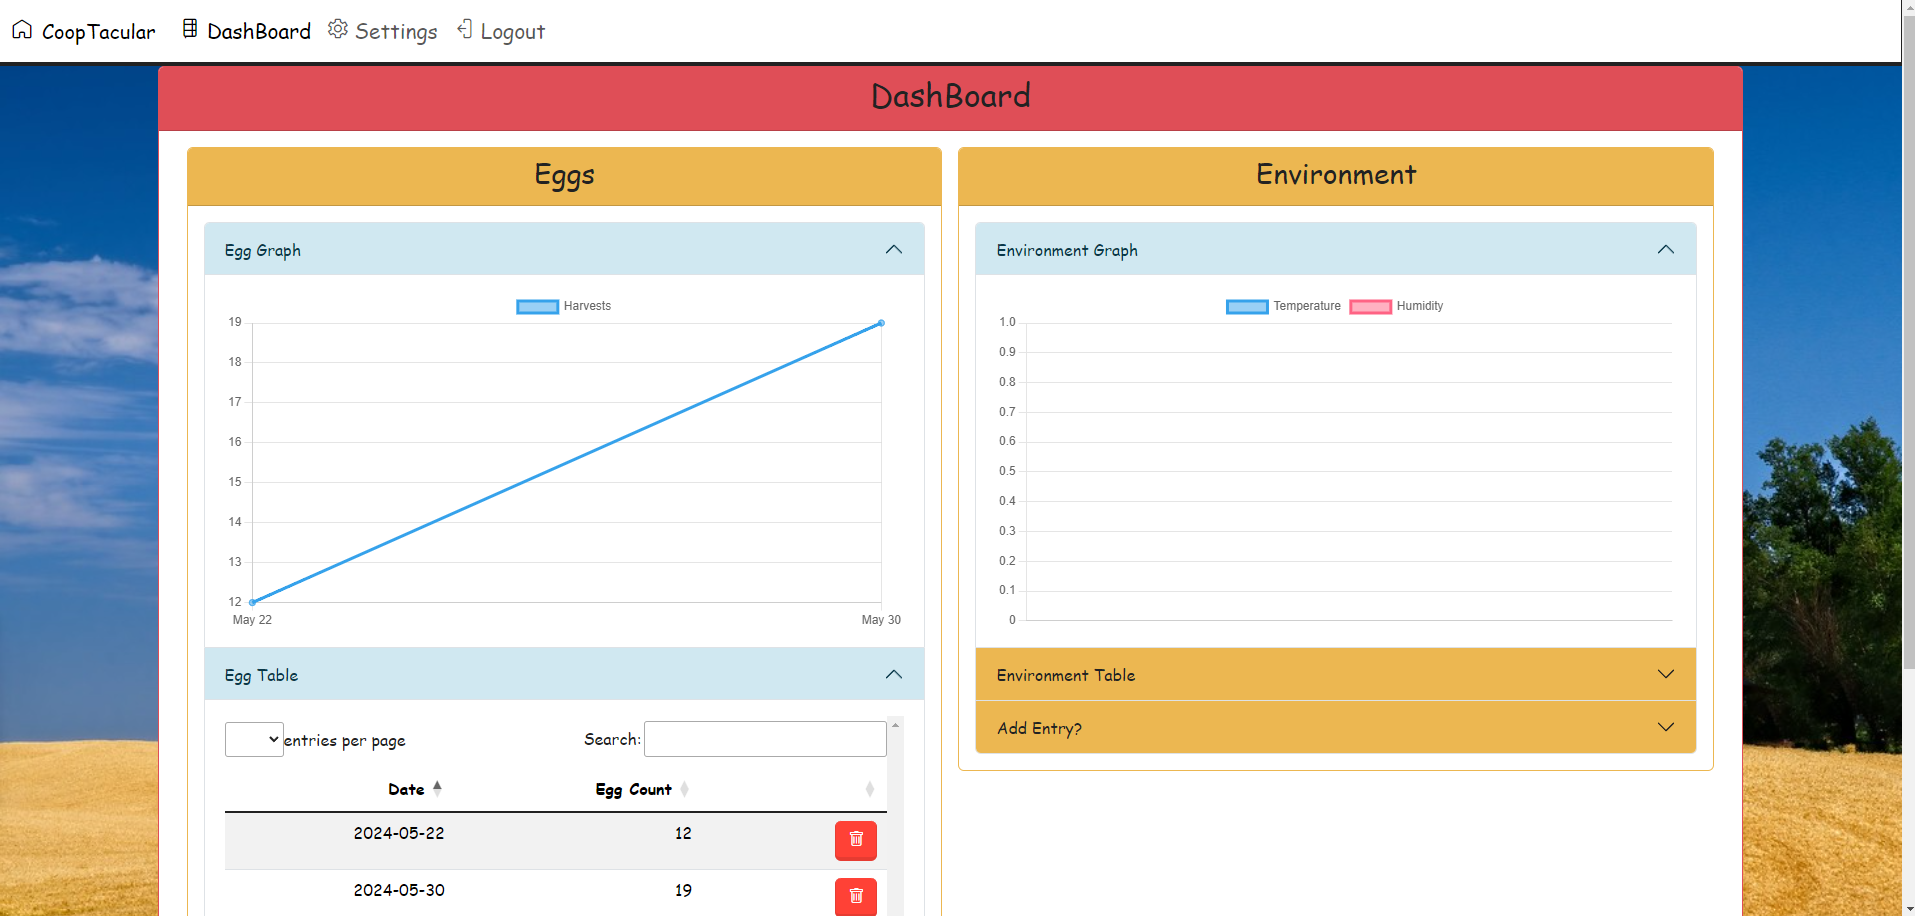 CoopTacular DashBoard Settings Logout
DashBoard
Eggs
Egg Graph
Harvests
19
18
17
16
15
14
13
12
May 22 May 30
Egg Table
entries per page Search:
Date Egg Count
2024-05-22 12
2024-05-30 19
Environment
Environment Graph
Temperature Humidity
1.0
0.9
0.8
0.7
0.6
0.5
0.4
0.3
0.2
0.1
0
Environment Table
Add Entry?